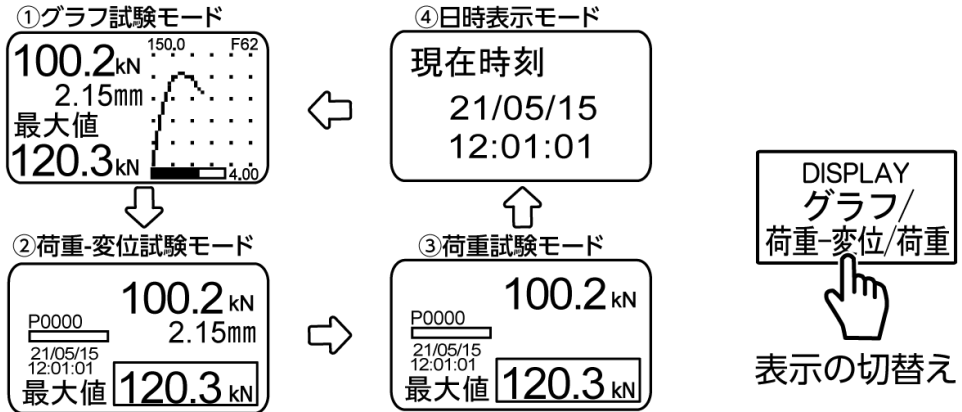 ①グラフ試験モード
100.2kN
2.15mm
最大値
120.3kN
150.0
F62
4.00
④日時表示モード
現在時刻
21/05/15
12:01:01
②荷重-変位試験モード
100.2kN
2.15mm
P0000
21/05/15
12:01:01
最大値 120.3kN
③荷重試験モード
100.2kN
P0000
21/05/15
12:01:01
最大値 120.3kN
DISPLAY
グラフ/
荷重-変位/荷重
表示の切替え